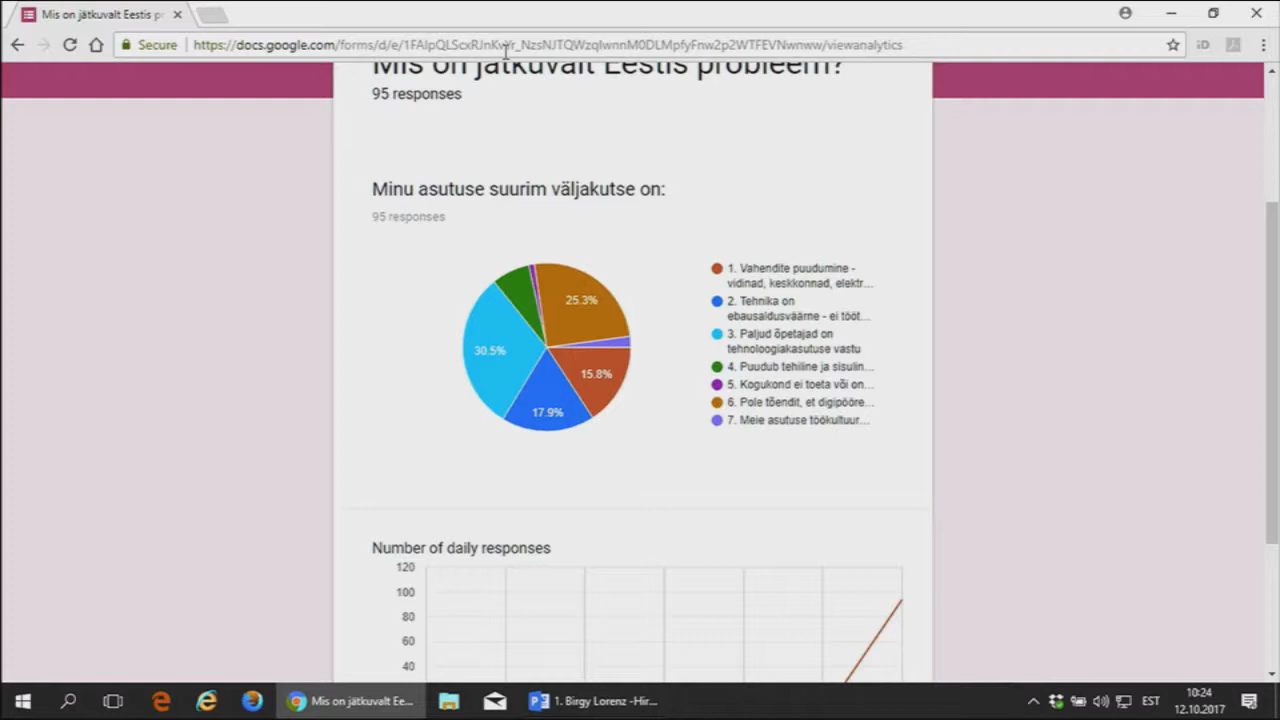 Mis on jätkuvalt Eestis pr
Secure
https://docs.google.com/forms/d/e/
/viewanalytics
Mis on jätkuvalt Eestis probleem?
95 responses
Minu asutuse suurim väljakutse on:
95 responses
25.3%
30.5%
15.8%
17.9%
1. Vahendite puudumine -
vidinad, keskkonnad, elektr...
2. Tehnika on
ebausaldusväärne - ei tööt...
3. Paljud õpetajad on
tehnoloogiakasutuse vastu
4. Puudub tehiline ja sisulin...
5. Kogukond ei toeta või on...
6. Pole tõendit, et digipööre...
7. Meie asutuse töökultuur...
Number of daily responses
120
100
80
60
40
Mis on jätkuvalt Ee...
1. Birgy Lorenz -Hir...
EST
10:24
12.10.2017